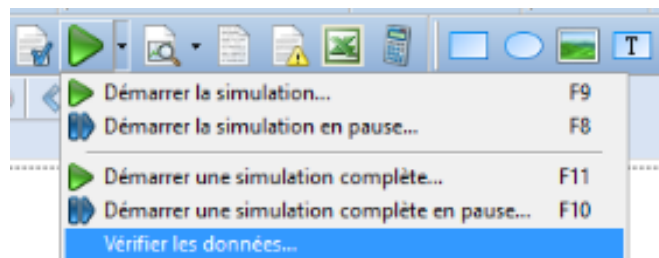 T
Démarrer la simulation... F9
Démarrer la simulation en pause... F8
Démarrer une simulation complète... F11
Démarrer une simulation complète en pause... F10
Vérifier les données...